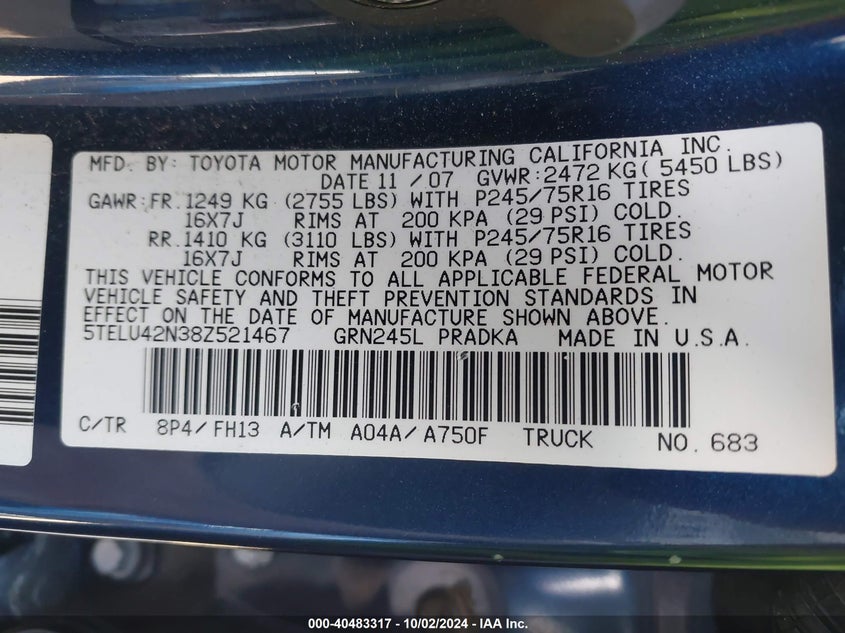 MFD. BY: TOYOTA MOTOR MANUFACTURING CALIFORNIA INC.
DATE 11 / 07 GVWR: 2472 KG ( 5450 LBS)
GAWR: FR. 1249 KG (2755 LBS) WITH P245/75R16 TIRES
16X7J RIMS AT 200 KPA (29 PSI) COLD.
RR. 1410 KG (3110 LBS) WITH P245/75R16 TIRES
16X7J RIMS AT 200 KPA (29 PSI) COLD.
THIS VEHICLE CONFORMS TO ALL APPLICABLE FEDERAL MOTOR
VEHICLE SAFETY AND THEFT PREVENTION STANDARDS IN
EFFECT ON THE DATE OF MANUFACTURE SHOWN ABOVE.
5TELU42N38Z521467 GRN245L PRADKA MADE IN U.S.A.
C/TR 8P4/ FH13 A/TM A04A/ A750F TRUCK NO. 683
000-40483317 - 10/02/2024 - IAA Inc.